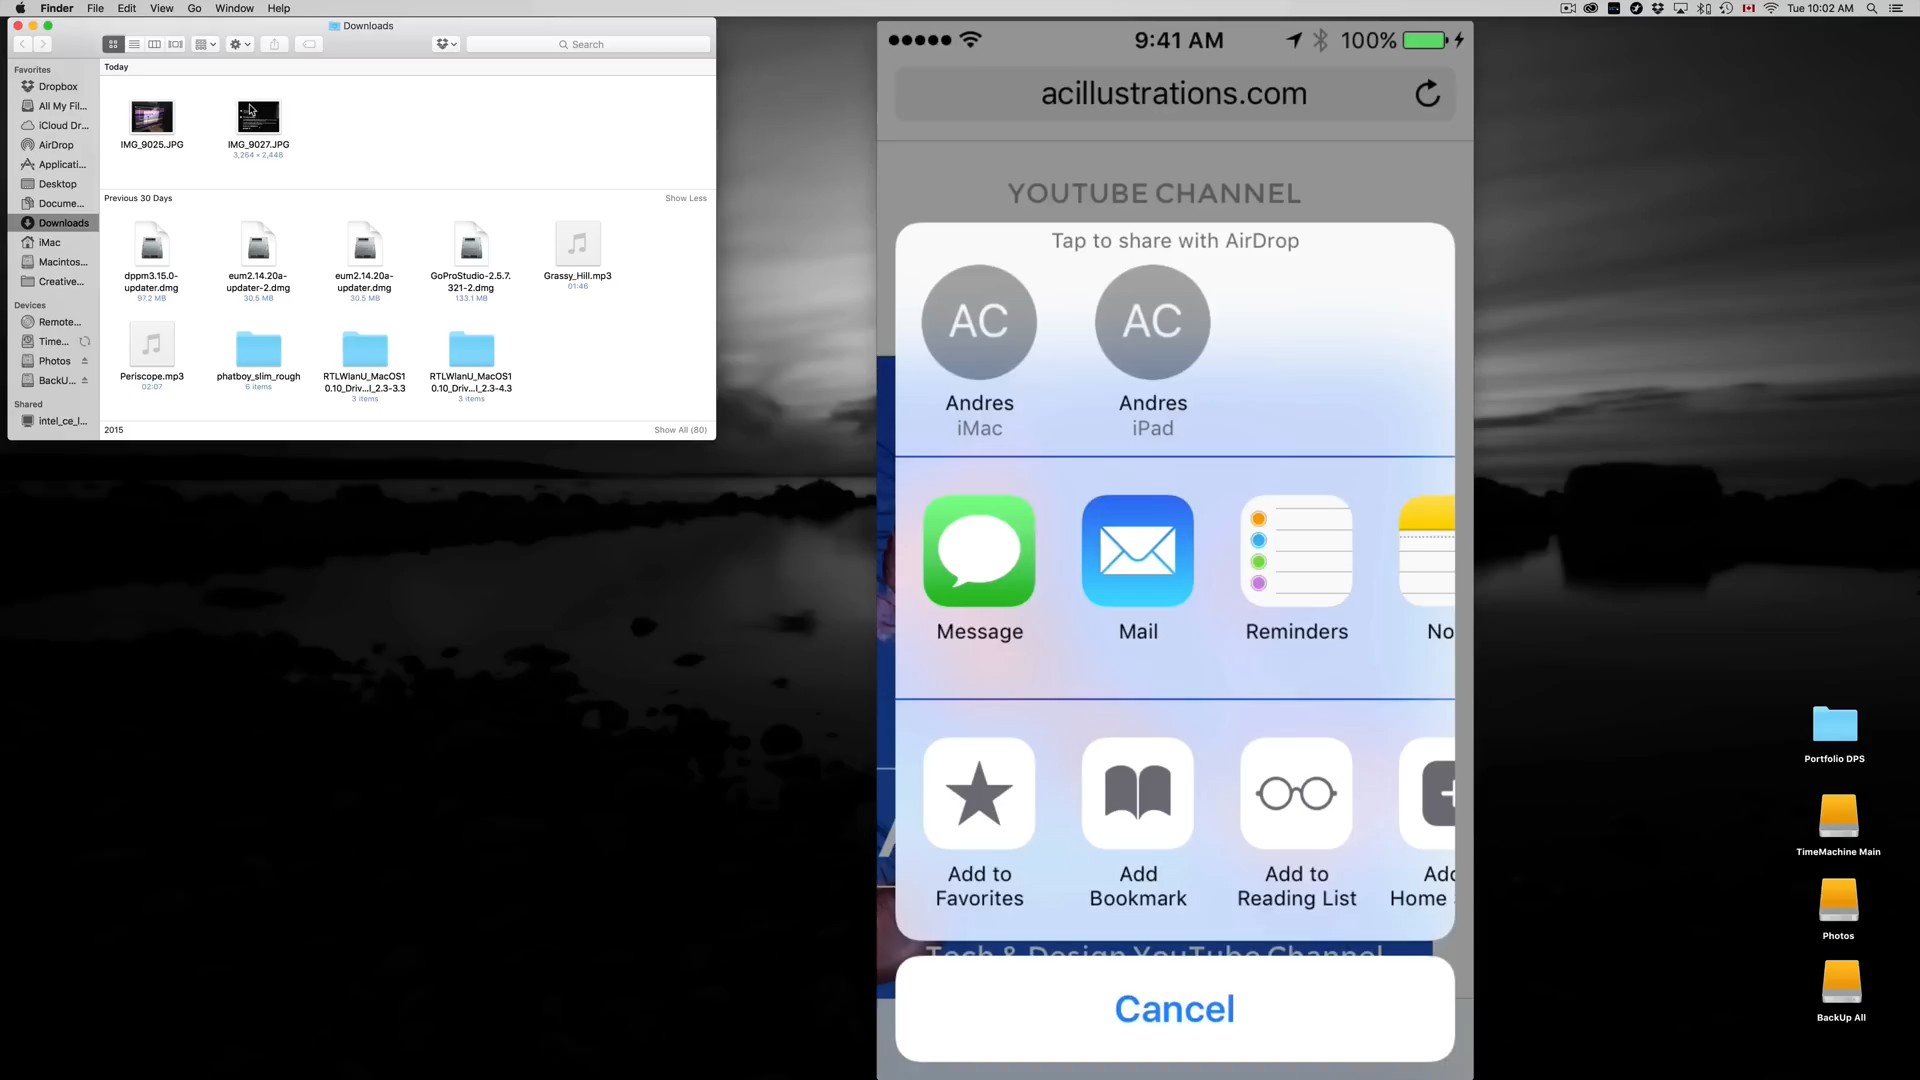 Finder File Edit View Go Window Help
Tue 10:02 AM
Downloads
Search
Favorites
Dropbox
All My Fil...
iCloud Dr...
AirDrop
Applicati...
Desktop
Docume...
Downloads
iMac
Macintos...
Creative...
Devices
Remote...
Time...
Photos
BackU...
Shared
intel_ce_l...
Today
IMG_9025.JPG
IMG_9027.JPG
3,264 × 2,448
Previous 30 Days
Show Less
dppm3.15.0-
updater.dmg
97.2 MB
eum2.14.20a-
updater-2.dmg
30.5 MB
eum2.14.20a-
updater.dmg
30.5 MB
GoProStudio-2.5.7.
321-2.dmg
133.1 MB
Grassy_Hill.mp3
01:46
Periscope.mp3
02:07
phatboy_slim_rough
6 items
RTLWlanU_MacOS1
0.10_Driv...l_2.3-3.3
3 items
RTLWlanU_MacOS1
0.10_Driv...l_2.3-4.3
3 items
2015
Show All (80)
9:41 AM
100%
acillustrations.com
YOUTUBE CHANNEL
Tap to share with AirDrop
AC
Andres
iMac
AC
Andres
iPad
Message
Mail
Reminders
No
Add to
Favorites
Add
Bookmark
Add to
Reading List
Add
Home
Tech & Design YouTube Channel
Cancel
Portfolio DPS
TimeMachine Main
Photos
BackUp All